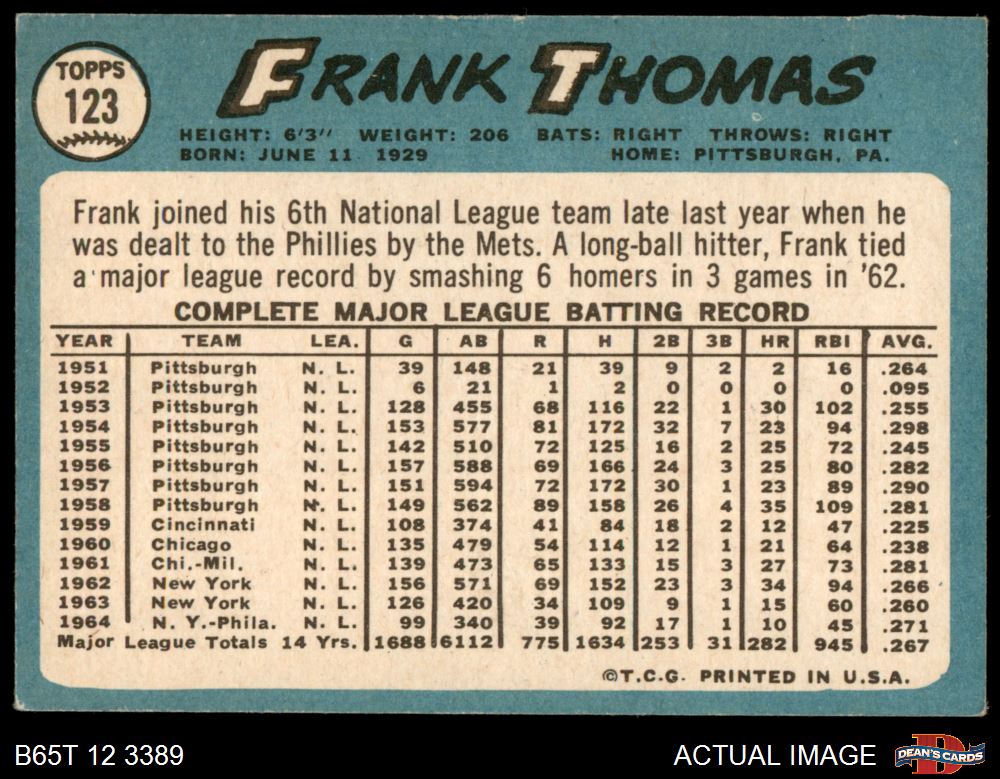 TOPPS
123
FRANK THOMAS
HEIGHT: 6'3" WEIGHT: 206 BATS: RIGHT THROWS: RIGHT
BORN: JUNE 11 1929 HOME: PITTSBURGH, PA.
Frank joined his 6th National League team late last year when he
was dealt to the Phillies by the Mets. A long-ball hitter, Frank tied
a major league record by smashing 6 homers in 3 games in '62.
COMPLETE MAJOR LEAGUE BATTING RECORD
YEAR TEAM LEA. G AB R H 2B 3B HR RBI AVG.
1951 Pittsburgh N. L. 39 148 21 39 9 2 2 16 .264
1952 Pittsburgh N. L. 6 21 1 2 0 0 0 0 .095
1953 Pittsburgh N. L. 128 455 68 116 22 1 30 102 .255
1954 Pittsburgh N. L. 153 577 81 172 32 7 23 94 .298
1955 Pittsburgh N. L. 142 510 72 125 16 2 25 72 .245
1956 Pittsburgh N. L. 157 588 69 166 24 3 25 80 .282
1957 Pittsburgh N. L. 151 594 72 172 30 1 23 89 .290
1958 Pittsburgh N. L. 149 562 89 158 26 4 35 109 .281
1959 Cincinnati N. L. 108 374 41 84 18 2 12 47 .225
1960 Chicago N. L. 135 479 54 114 12 1 21 64 .238
1961 Chi.-Mil. N. L. 139 473 65 133 15 3 27 73 .281
1962 New York N. L. 156 571 69 152 23 3 34 94 .266
1963 New York N. L. 126 420 34 109 9 1 15 60 .260
1964 N. Y.-Phila. N. L. 99 340 39 92 17 1 10 45 .271
Major League Totals 14 Yrs. 1688 6112 775 1634 253 31 282 945 .267
©T.C.G. PRINTED IN U.S.A.
B65T 12 3389 ACTUAL IMAGE
D
DEAN'S CARDS